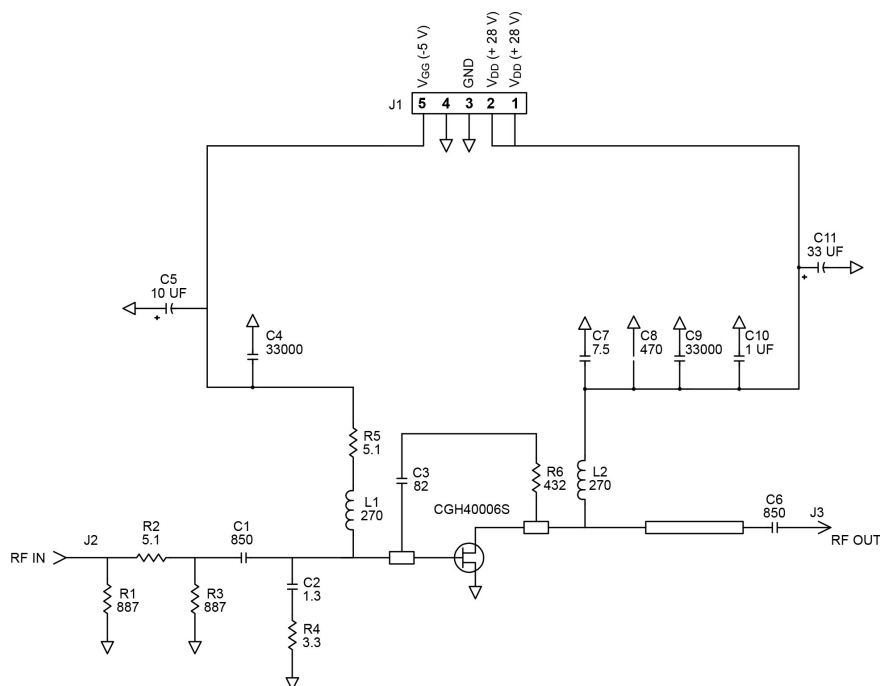 VGG (-5 V)
GND
VDD (+ 28 V)
VDD (+ 28 V)
J1
5 4 3 2 1
C11
33 UF
+
C5
10 UF
+
C4
33000
C7
7.5
C8
470
C9
33000
C10
1 UF
R5
5.1
C3
82
R6
432
L2
270
L1
270
CGH40006S
C6
850
J3
RF OUT
RF IN
J2
R2
5.1
C1
850
R1
887
R3
887
C2
1.3
R4
3.3